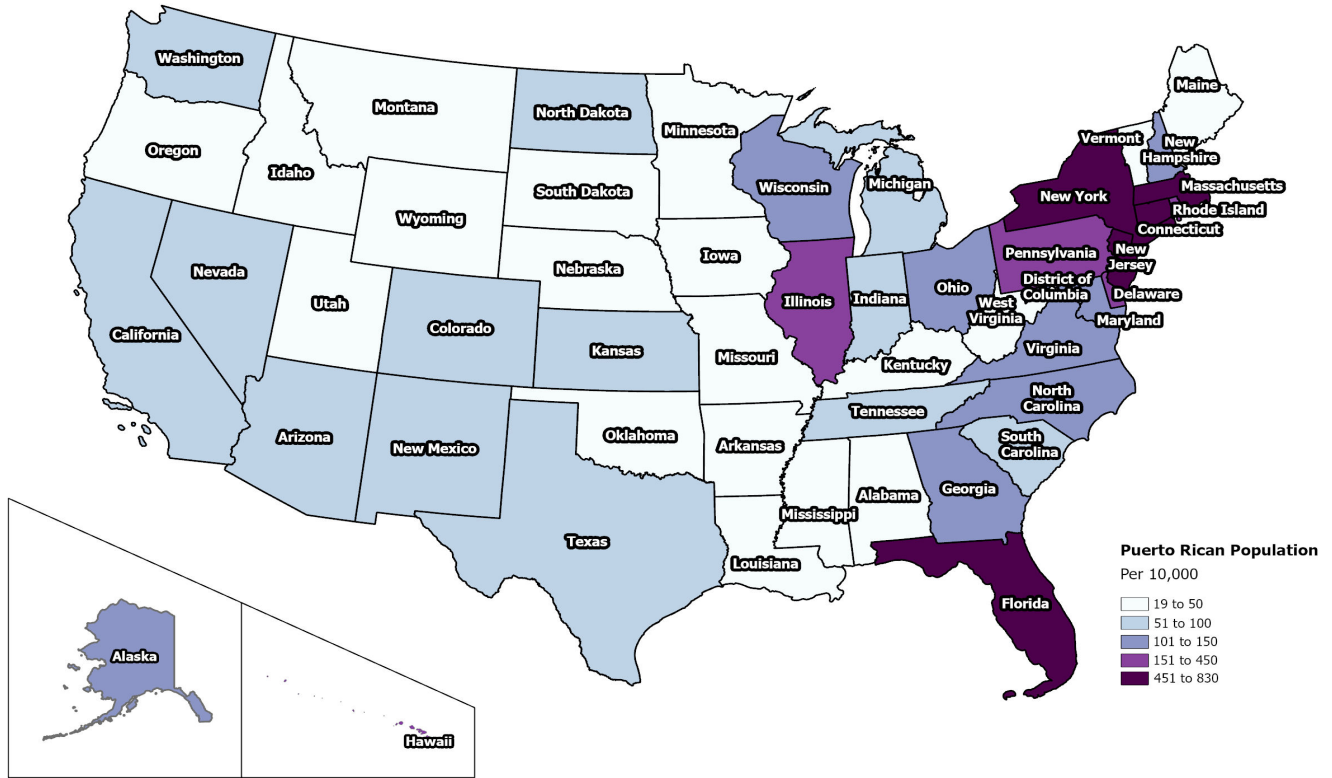 Washington
Montana
North Dakota
Minnesota
Maine
Vermont
New
Hampshire
Oregon
Idaho
Wyoming
South Dakota
Wisconsin
Michigan
New York
Massachusetts
Rhode Island
Connecticut
Nevada
Utah
Nebraska
Iowa
Illinois
Indiana
Ohio
Pennsylvania
New
Jersey
District of
Columbia
Delaware
Maryland
West
Virginia
California
Colorado
Kansas
Missouri
Kentucky
Virginia
Arizona
New Mexico
Oklahoma
Arkansas
Tennessee
North
Carolina
South
Carolina
Texas
Louisiana
Mississippi
Alabama
Georgia
Florida
Alaska
Hawaii
Puerto Rican Population
Per 10,000
19 to 50
51 to 100
101 to 150
151 to 450
451 to 830